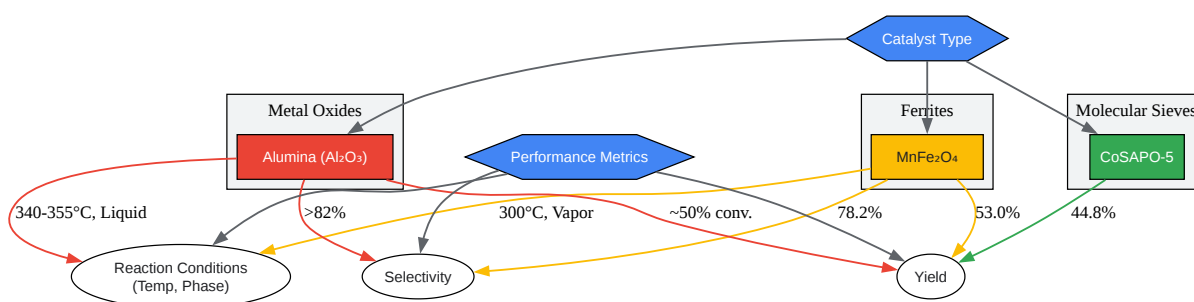 Catalyst Type
Metal Oxides
Ferrites
Molecular Sieves
Alumina (Al₂O₃)
Performance Metrics
MnFe₂O₄
CoSAPO-5
340-355°C, Liquid
>82%
300°C, Vapor
~50% conv.
78.2%
53.0%
44.8%
Reaction Conditions
(Temp, Phase)
Selectivity
Yield